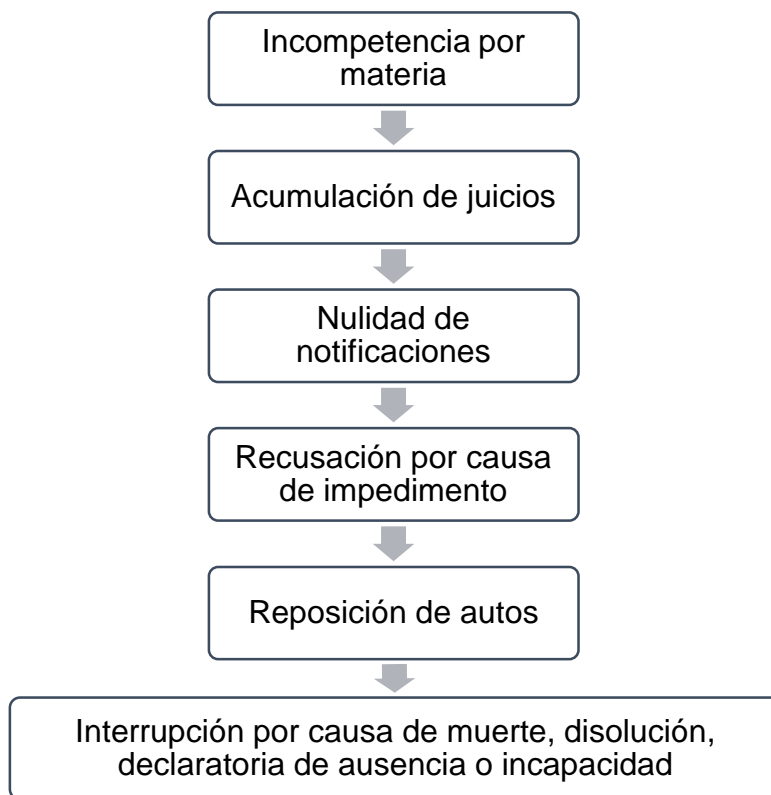 Incompetencia por
materia
Acumulación de juicios
Nulidad de
notificaciones
Recusación por causa
de impedimento
Reposición de autos
Interrupción por causa de muerte, disolución,
declaratoria de ausencia o incapacidad